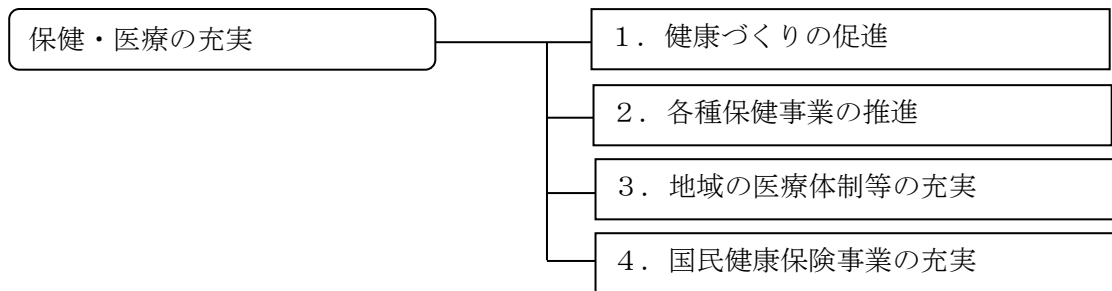 保健・医療の充実
１．健康づくりの促進
２．各種保健事業の推進
３．地域の医療体制等の充実
４．国民健康保険事業の充実